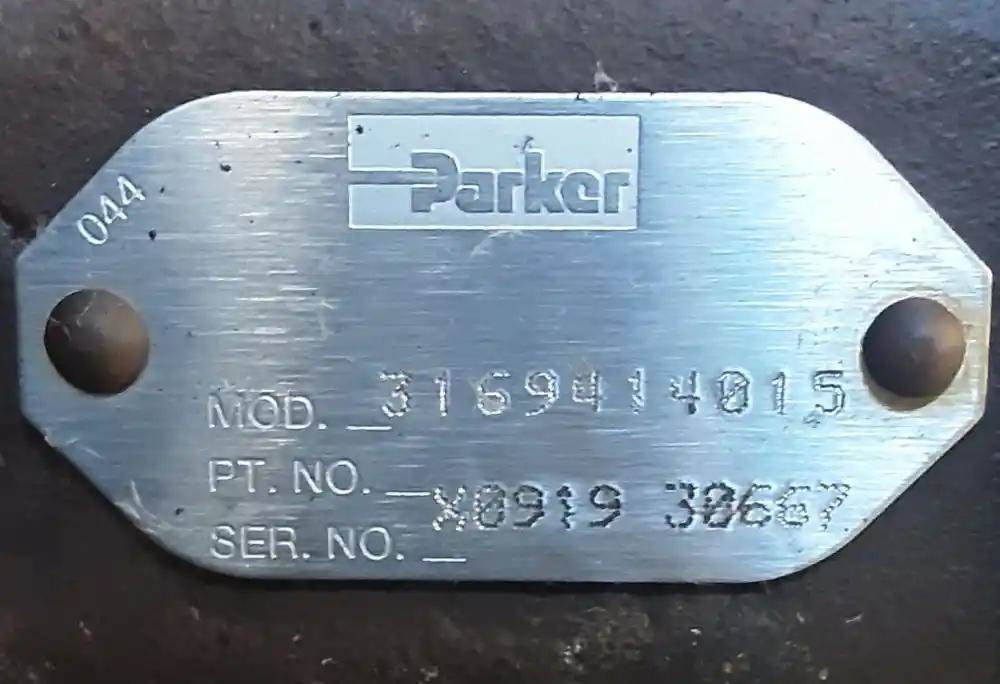 Parker
044
MOD. 3169414015
PT. NO. X0919 30667
SER. NO.